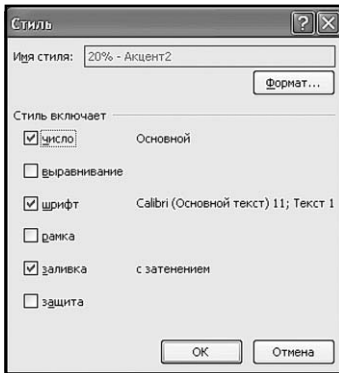 Стиль
Имя стиля: 20% - Акцент2
Формат...
Стиль включает
число Основной
выравнивание
шрифт Calibri (Основной текст) 11; Текст 1
рамка
заливка с затенением
защита
ОК Отмена